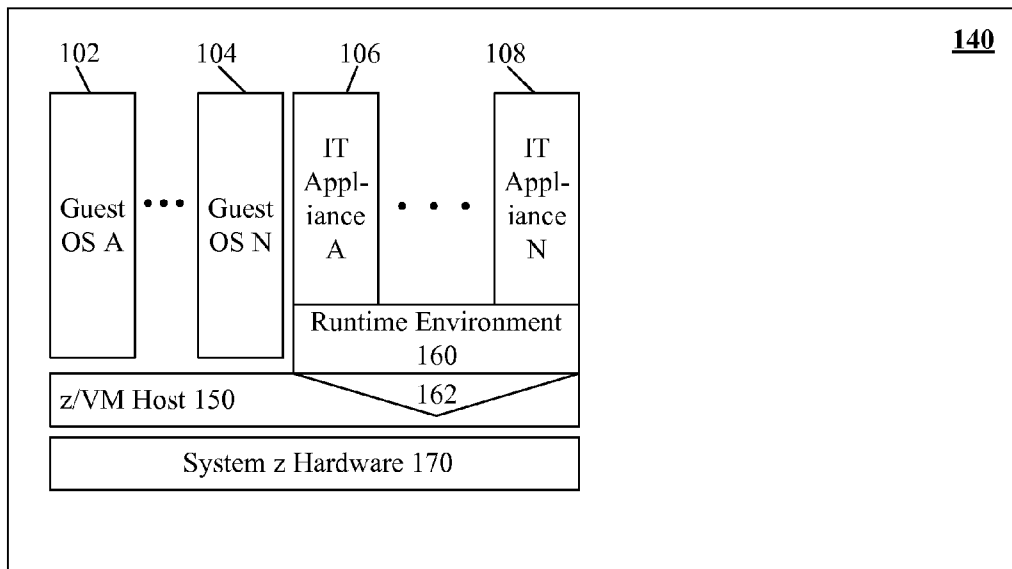 140
102
104
106
108
Guest
OS A
Guest
OS N
IT
Appl-
iance
A
IT
Appl-
iance
N
Runtime Environment
160
z/VM Host 150
162
System z Hardware 170